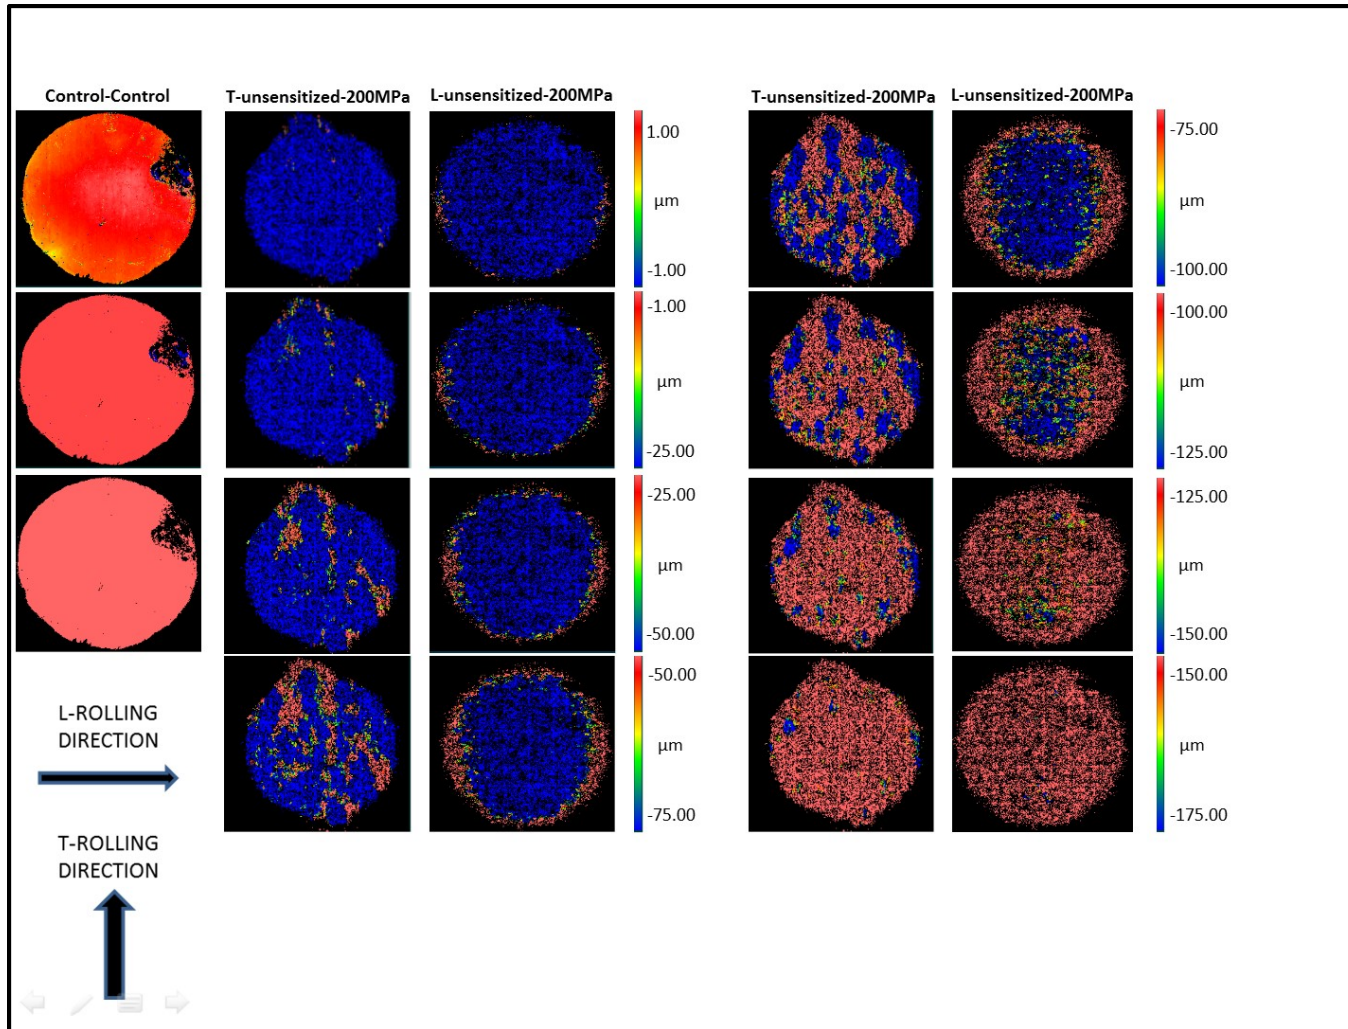 Control-Control
T-unsensitized-200MPa
L-unsensitized-200MPa
T-unsensitized-200MPa
L-unsensitized-200MPa
1.00
µm
-1.00
-75.00
µm
-100.00
-1.00
µm
-25.00
-100.00
µm
-125.00
-25.00
µm
-50.00
-125.00
µm
-150.00
-50.00
µm
-75.00
-150.00
µm
-175.00
L-ROLLING
DIRECTION
T-ROLLING
DIRECTION